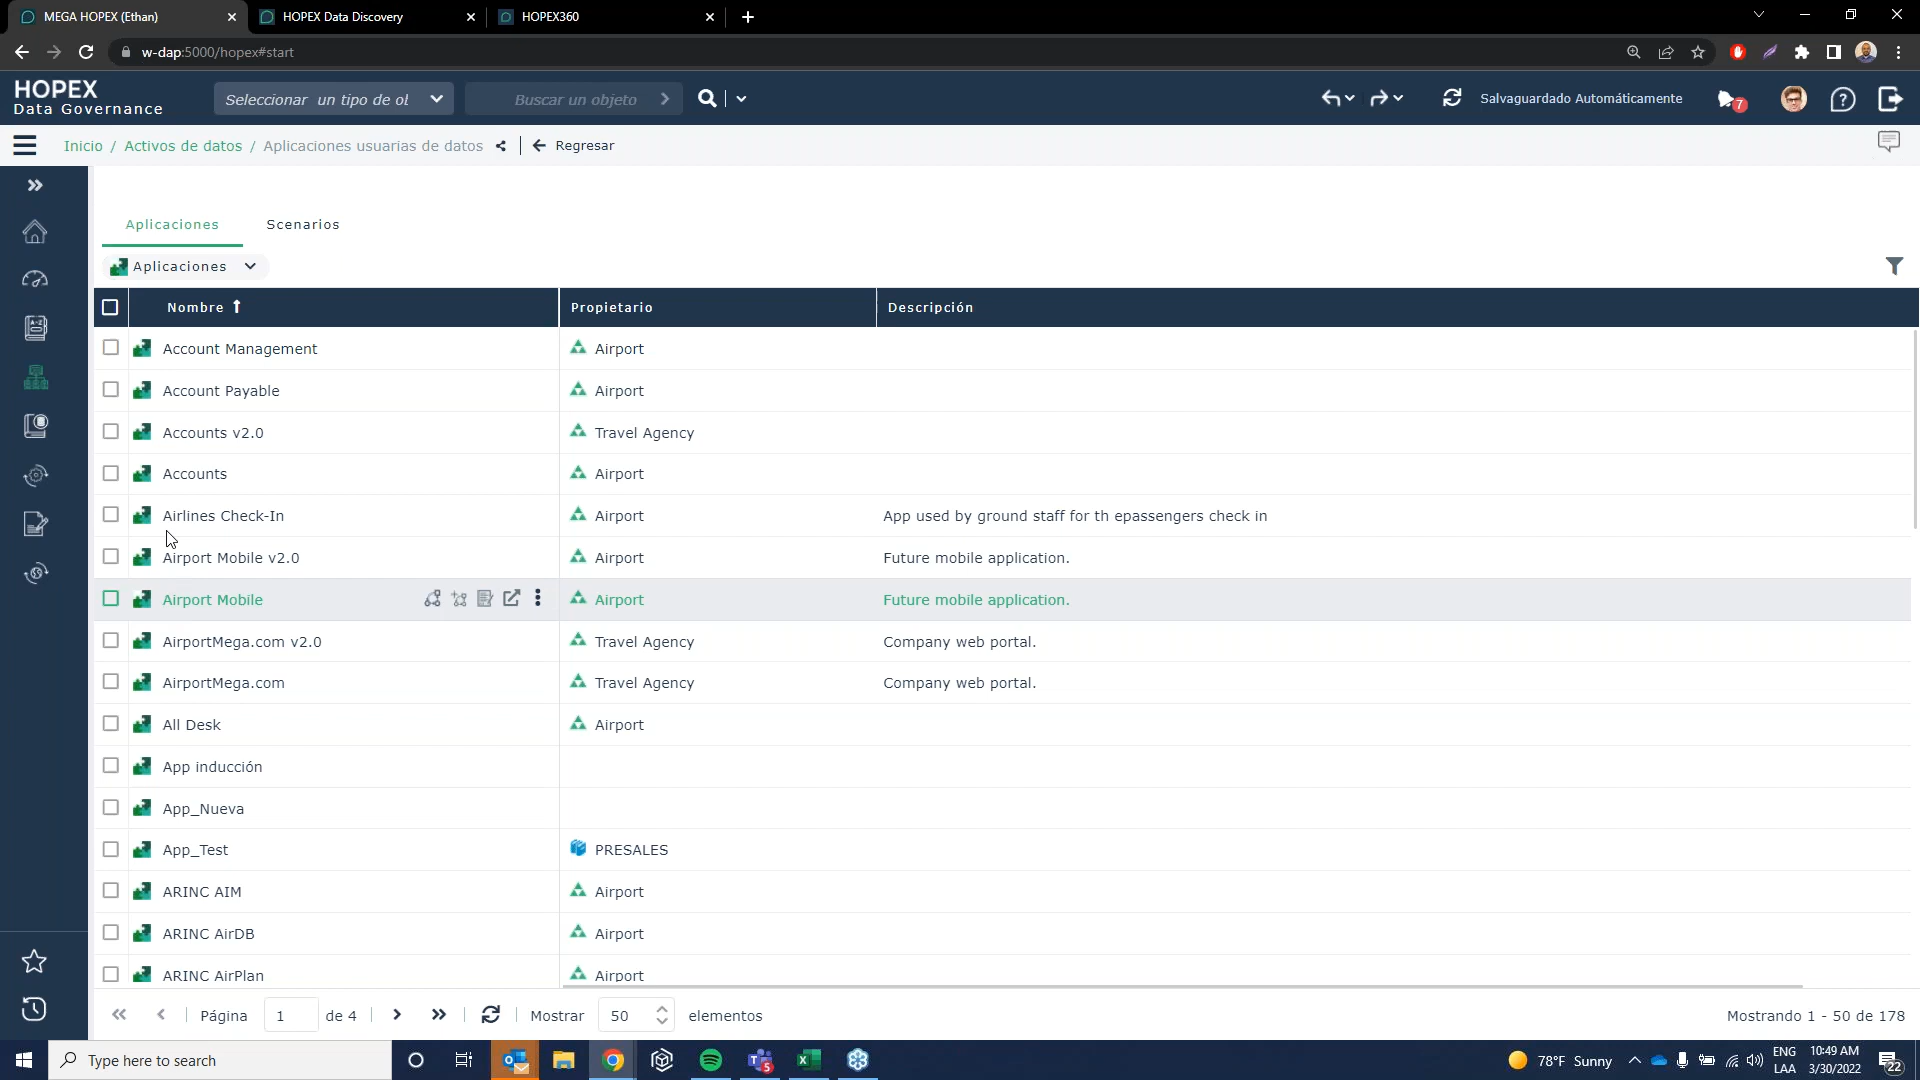 MEGA HOPEX (Ethan)
HOPEX Data Discovery
HOPEX360
w-dap:5000/hopex#start
HOPEX
Data Governance
Seleccionar un tipo de ol
Buscar un objeto
Salvaguardado Automáticamente
7
Inicio / Activos de datos / Aplicaciones usuarias de datos
Regresar
Aplicaciones
Scenarios
Aplicaciones
Nombre
Propietario
Descripción
Account Management
Airport
Account Payable
Airport
Accounts v2.0
Travel Agency
Accounts
Airport
Airlines Check-In
Airport
App used by ground staff for th epassengers check in
Airport Mobile v2.0
Airport
Future mobile application.
Airport Mobile
Airport
Future mobile application.
AirportMega.com v2.0
Travel Agency
Company web portal.
AirportMega.com
Travel Agency
Company web portal.
All Desk
Airport
App inducción
App_Nueva
App_Test
PRESALES
ARINC AIM
Airport
ARINC AirDB
Airport
ARINC AirPlan
Airport
Página 1 de 4
Mostrar 50 elementos
Mostrando 1 - 50 de 178
Type here to search
5
78°F Sunny
ENG
LAA
10:49 AM
3/30/2022
22